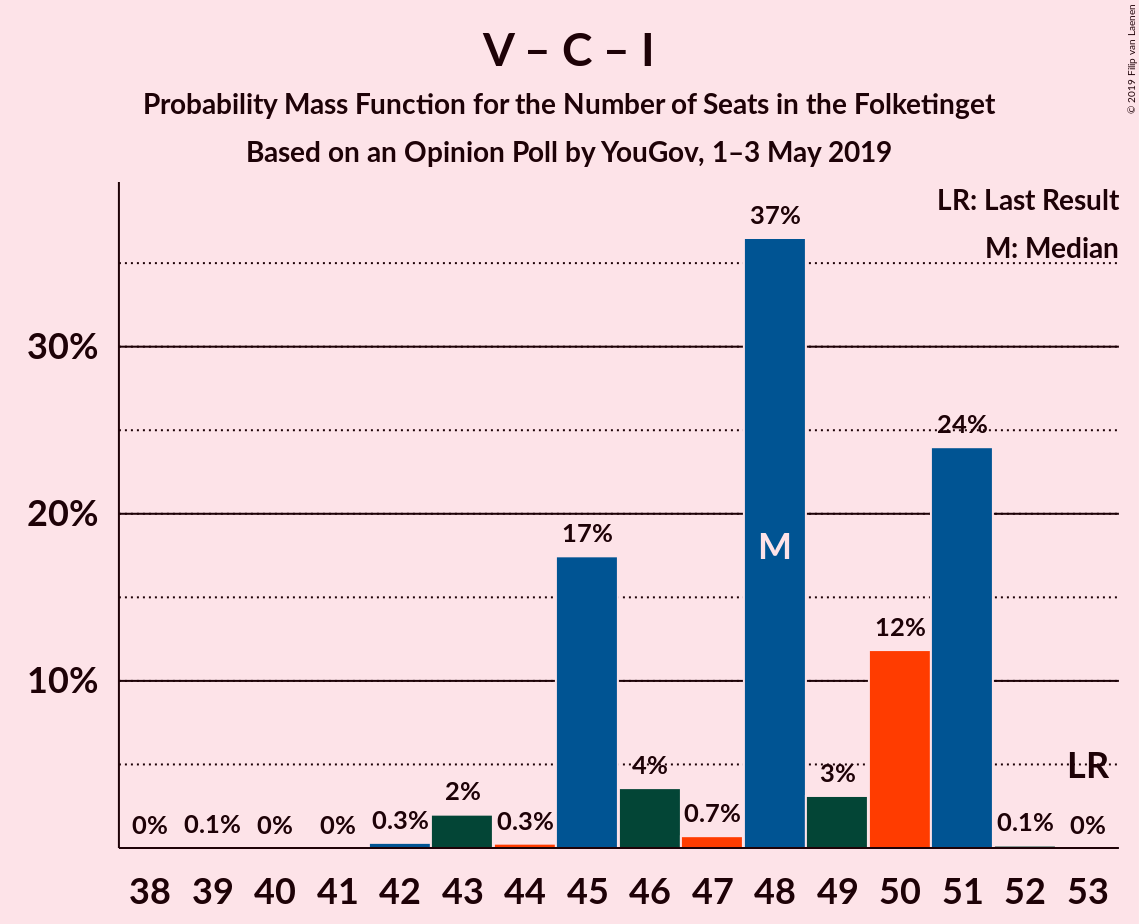 V – C – I
Probability Mass Function for the Number of Seats in the Folketinget
Based on an Opinion Poll by YouGov, 1–3 May 2019
© 2019 Filip van Laenen
LR: Last Result
M: Median
30%
20%
10%
0%
0.1%
0%
0%
0.3%
2%
0.3%
17%
4%
0.7%
37%
M
3%
12%
24%
0.1%
LR
0%
38 39 40 41 42 43 44 45 46 47 48 49 50 51 52 53